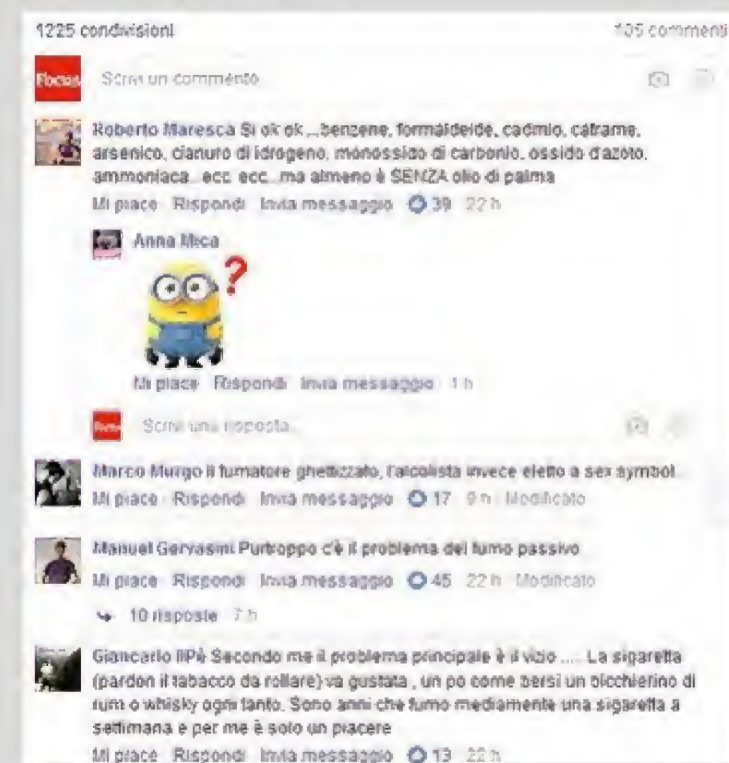 1225 condivisioni
105 commenti
Focus
Scrivi un commento...
Roberto Maresca Si ok ok ...benzene, formaldeide, cadmio, catrame,
arsenico, cianuro di idrogeno, monossido di carbonio, ossido d'azoto,
ammoniaca.. ecc. ecc. ..ma almeno è SENZA olio di palma
Mi piace Rispondi Invia messaggio 39 22 h
Anna Mica
?
Mi piace Rispondi Invia messaggio 1 h
Focus
Scrivi una risposta...
Marco Murgo Il fumatore ghettizzato, l'alcolista invece eletto a sex symbol...
Mi piace Rispondi Invia messaggio 17 9 h Modificato
Manuel Gervasini Purtroppo c'è il problema del fumo passivo
Mi piace Rispondi Invia messaggio 45 22 h Modificato
10 risposte 7 h
Giancarlo IlPè Secondo me il problema principale è il vizio .... La sigaretta
(pardon il tabacco da rollare) va gustata , un po come bersi un bicchierino di
rum o whisky ogni tanto. Sono anni che fumo mediamente una sigaretta a
settimana e per me è solo un piacere
Mi piace Rispondi Invia messaggio 13 22 h